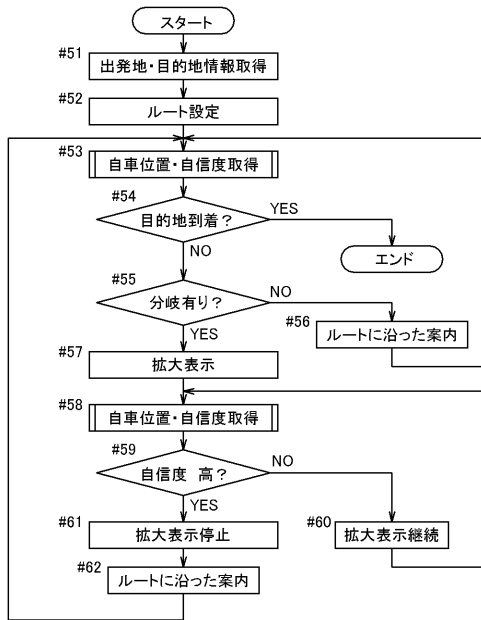 スタート
#51
出発地・目的地情報取得
#52
ルート設定
#53
自車位置・自信度取得
#54
目的地到着?
YES
NO
エンド
#55
分岐有り?
NO
YES
#56
ルートに沿った案内
#57
拡大表示
#58
自車位置・自信度取得
#59
自信度 高?
NO
YES
#61
拡大表示停止
#60
拡大表示継続
#62
ルートに沿った案内